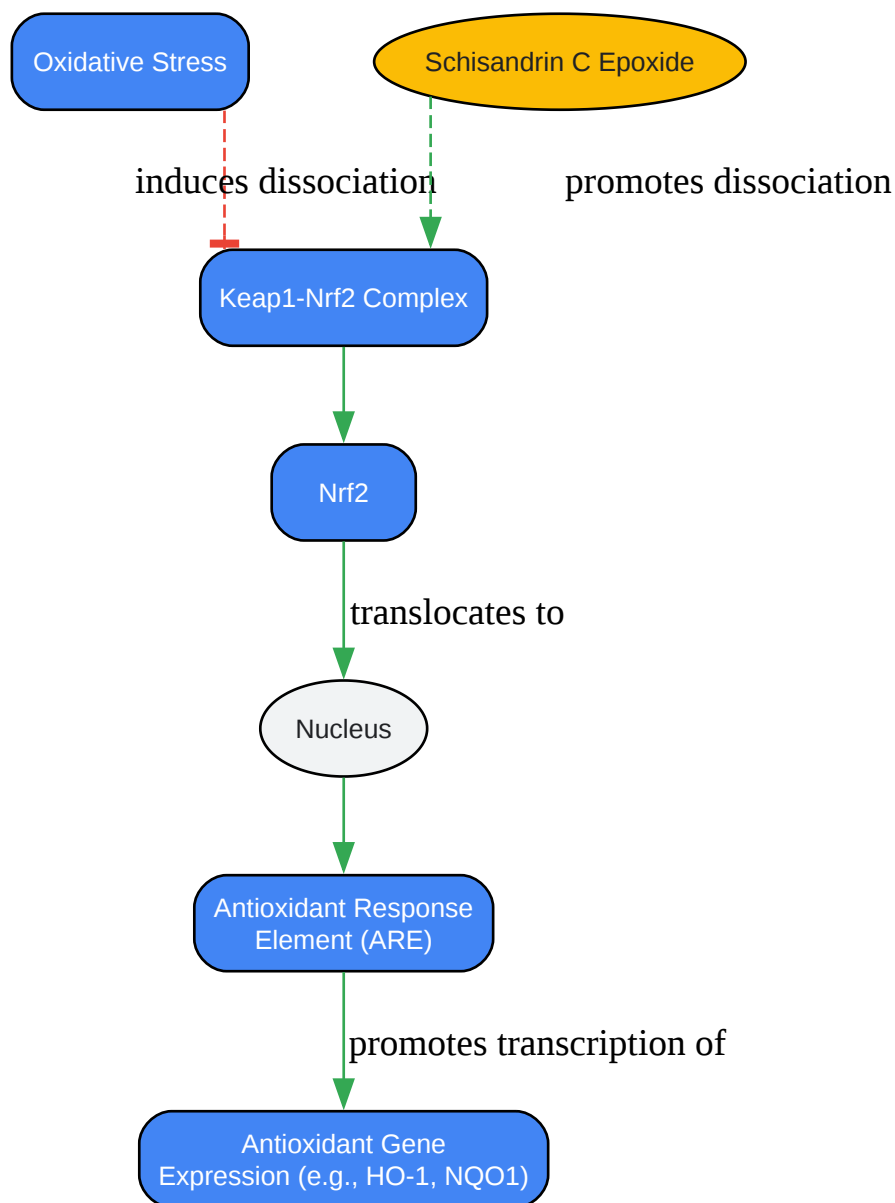 Oxidative Stress
Schisandrin C Epoxide
induces dissociation
promotes dissociation
Keap1-Nrf2 Complex
Nrf2
translocates to
Nucleus
Antioxidant Response
Element (ARE)
promotes transcription of
Antioxidant Gene
Expression (e.g., HO-1, NQO1)